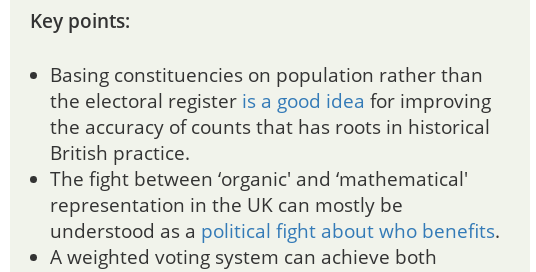 Key points:
Basing constituencies on population rather than
the electoral register is a good idea for improving
the accuracy of counts that has roots in historical
British practice.
The fight between ‘organic' and ‘mathematical'
representation in the UK can mostly be
understood as a political fight about who benefits.
A weighted voting system can achieve both